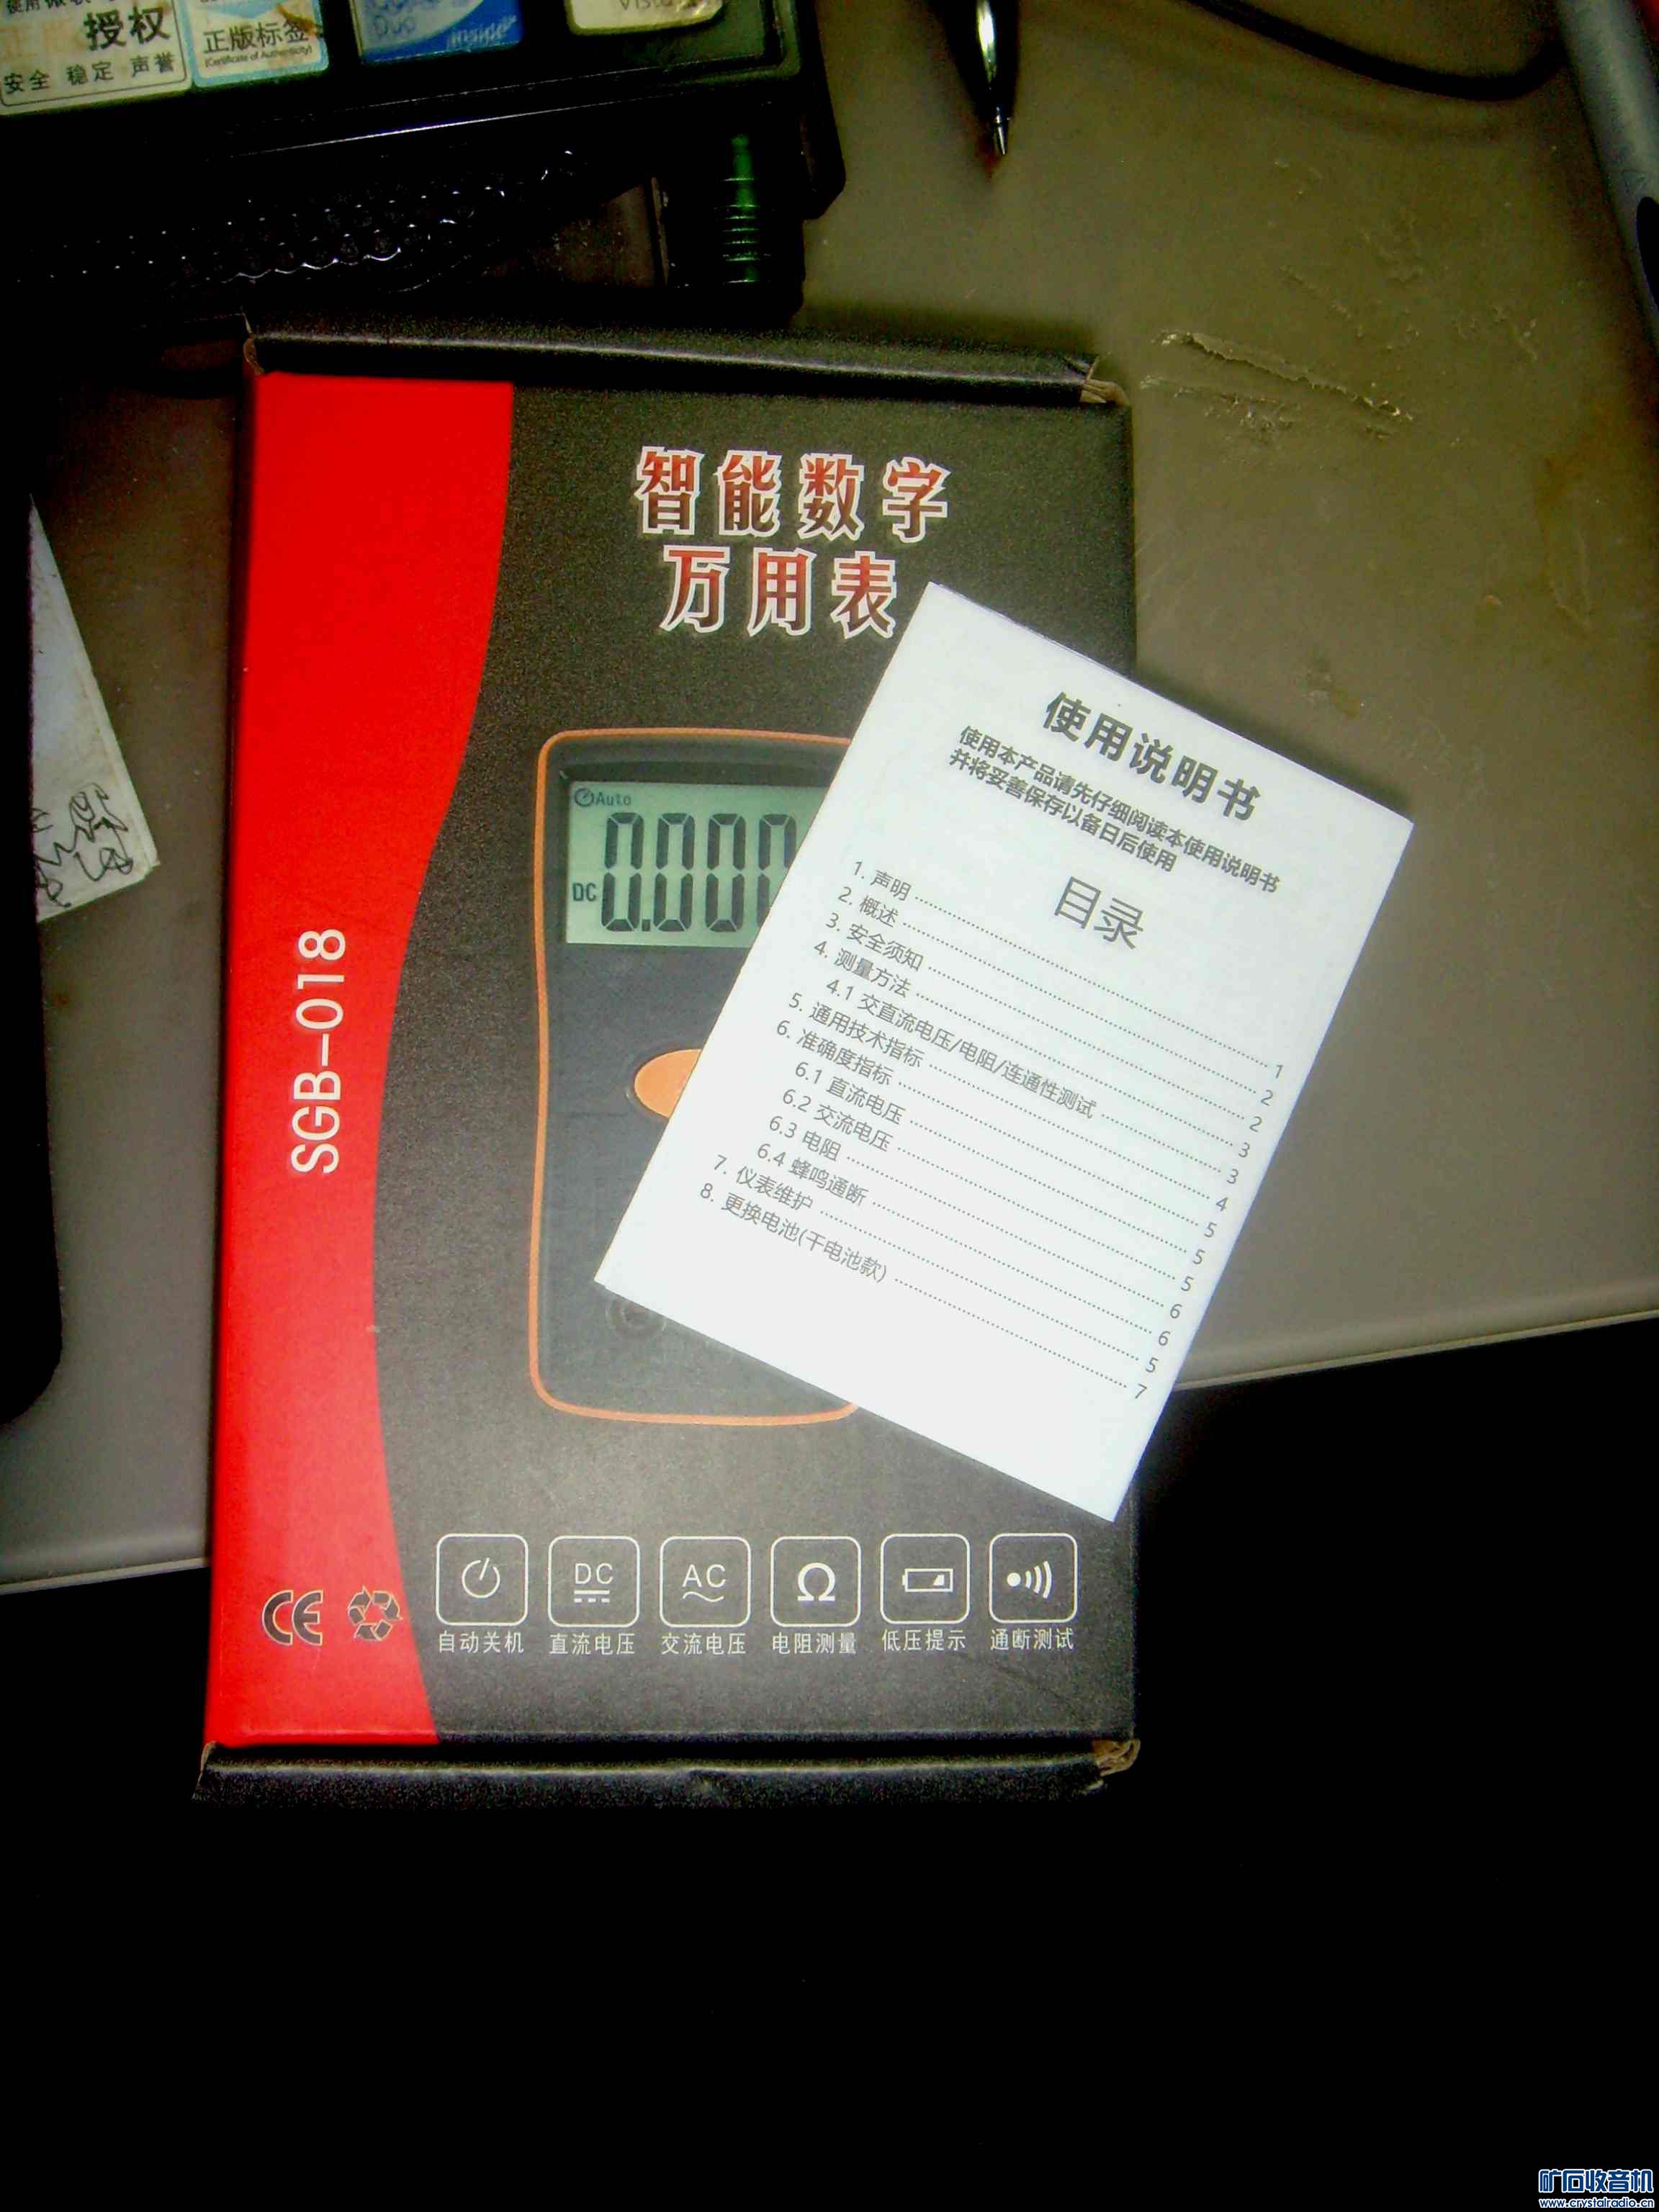 授权
安全 稳定 声誉
正版标签
(Certificate of Authenticity)
Duo
inside
智能数字
万用表
Auto
DC
0.000
SGB-018
使用说明书
使用本产品请先仔细阅读本使用说明书
并将妥善保存以备日后使用
目录
1. 声明 1
2. 概述 2
3. 安全须知 2
4. 测量方法 3
4.1 交直流电压/电阻/连通性测试 3
5. 通用技术指标 4
6. 准确度指标 5
6.1 直流电压 5
6.2 交流电压 5
6.3 电阻 6
6.4 蜂鸣通断 6
7. 仪表维护 5
8. 更换电池(干电池款) 7
DC
AC
Ω
CE
自动关机 直流电压 交流电压 电阻测量 低压提示 通断测试
矿石收音机
www.crystalradio.cn